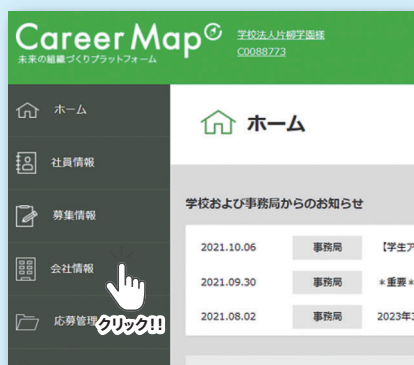 Career Map
未来の組織づくりプラットフォーム
学校法人片柳学園様
C0088773
ホーム
社員情報
募集情報
会社情報
応募管理
クリック!!
ホーム
学校および事務局からのお知らせ
2021.10.06 事務局 【学生ア
2021.09.30 事務局 *重要*
2021.08.02 事務局 2023年3